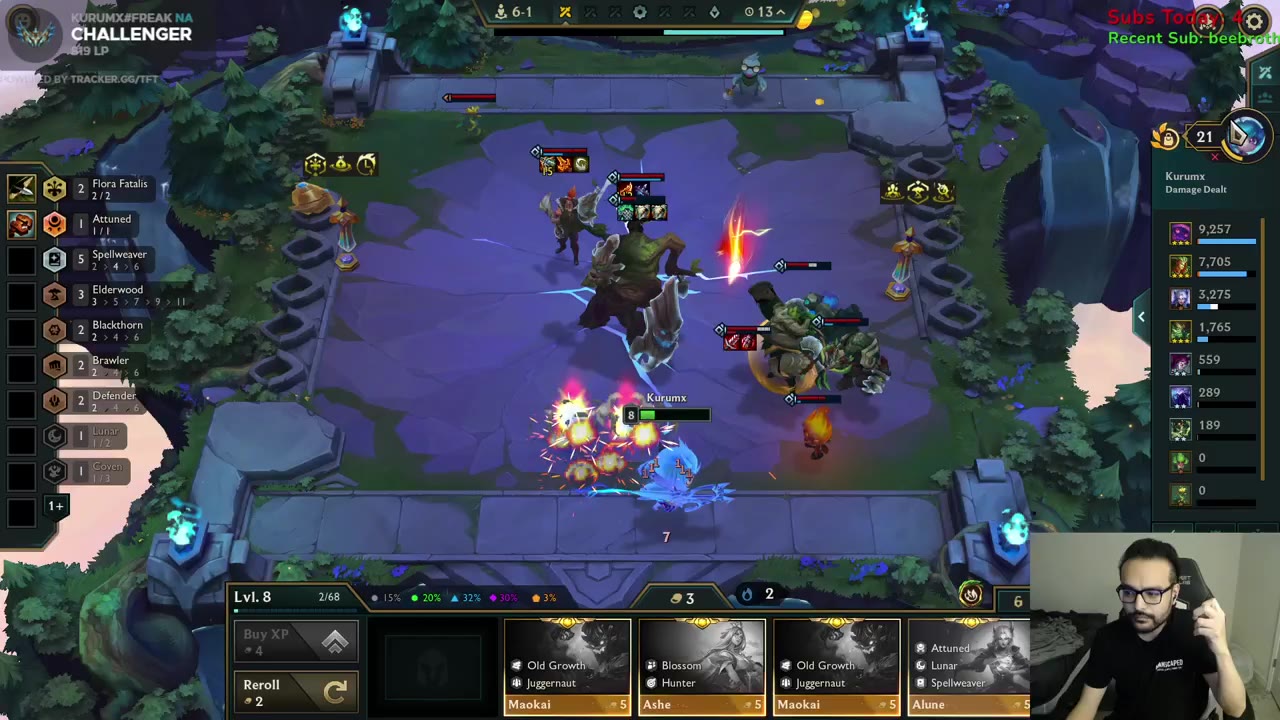 KURUMX#FREAK NA
CHALLENGER
819 LP
POWERED BY TRACKER.GG/TFT
6-1
13
Subs Today: 4
Recent Sub: beebroth
21
Kurumx
Damage Dealt
9,257
7,705
3,275
1,765
559
289
189
0
0
2 Flora Fatalis
2 / 2
1 Attuned
1 / 1
5 Spellweaver
2 > 4 > 6
3 Elderwood
3 > 5 > 7 > 9 > 11
2 Blackthorn
2 > 4 > 6
2 Brawler
2 > 4 > 6
2 Defender
2 > 4 > 6
1 Lunar
1 / 2
1 Coven
1 / 3
1+
Kurumx
8
7
Lvl. 8
2/68
15%
20%
32%
30%
3%
3
2
6
Buy XP
4
Reroll
2
Old Growth
Juggernaut
Maokai 5
Blossom
Hunter
Ashe 5
Old Growth
Juggernaut
Maokai 5
Attuned
Lunar
Spellweaver
Alune 5